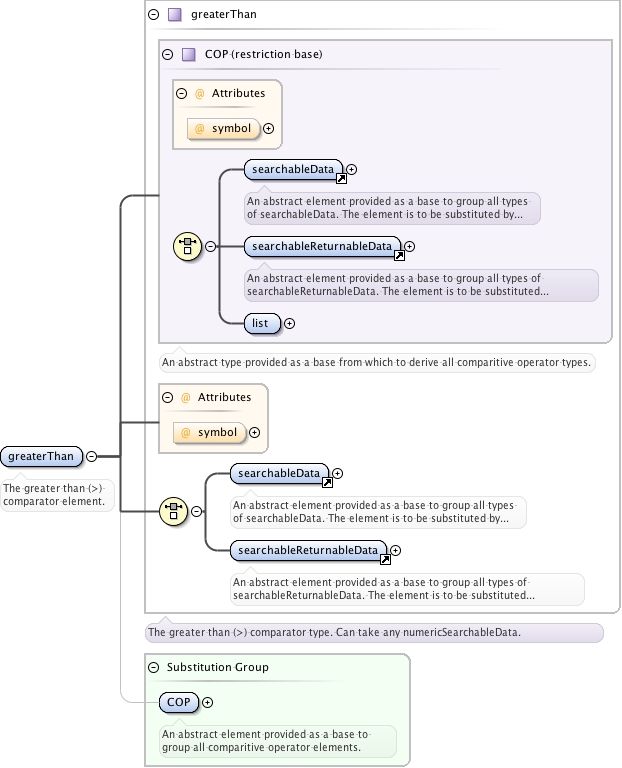 greaterThan
COP (restriction base)
@ Attributes
symbol
searchableData
An abstract element provided as a base to group all types
of searchableData. The element is to be substituted by...
searchableReturnableData
An abstract element provided as a base to group all types of
searchableReturnableData. The element is to be substituted...
list
An abstract type provided as a base from which to derive all comparitive operator types.
@ Attributes
symbol
greaterThan
The greater than (>)
comparator element.
searchableData
An abstract element provided as a base to group all types
of searchableData. The element is to be substituted by...
searchableReturnableData
An abstract element provided as a base to group all types of
searchableReturnableData. The element is to be substituted...
The greater than (>) comparator type. Can take any numericSearchableData.
Substitution Group
COP
An abstract element provided as a base to
group all comparitive operator elements.